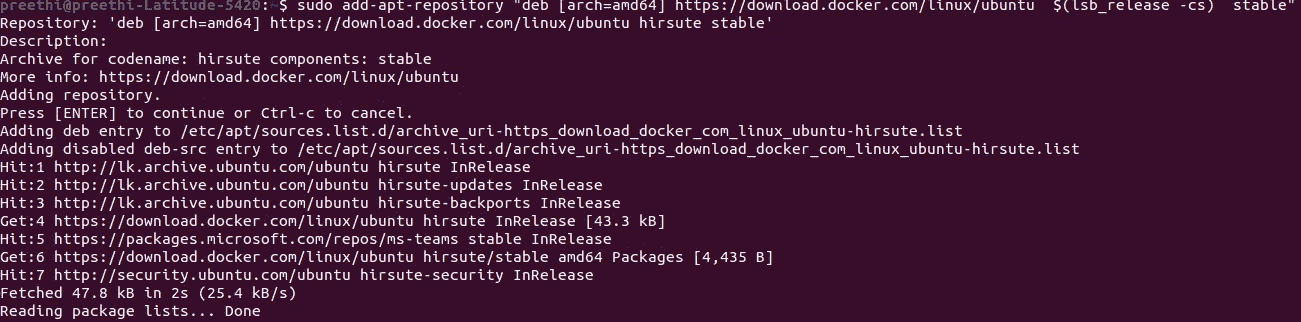 preethi@preethi-Latitude-5420:~$ sudo add-apt-repository "deb [arch=amd64] https://download.docker.com/linux/ubuntu  $(lsb_release -cs)  stable"
Repository: 'deb [arch=amd64] https://download.docker.com/linux/ubuntu hirsute stable'
Description:
Archive for codename: hirsute components: stable
More info: https://download.docker.com/linux/ubuntu
Adding repository.
Press [ENTER] to continue or Ctrl-c to cancel.
Adding deb entry to /etc/apt/sources.list.d/archive_uri-https_download_docker_com_linux_ubuntu-hirsute.list
Adding disabled deb-src entry to /etc/apt/sources.list.d/archive_uri-https_download_docker_com_linux_ubuntu-hirsute.list
Hit:1 http://lk.archive.ubuntu.com/ubuntu hirsute InRelease
Hit:2 http://lk.archive.ubuntu.com/ubuntu hirsute-updates InRelease
Hit:3 http://lk.archive.ubuntu.com/ubuntu hirsute-backports InRelease
Get:4 https://download.docker.com/linux/ubuntu hirsute InRelease [43.3 kB]
Hit:5 https://packages.microsoft.com/repos/ms-teams stable InRelease
Get:6 https://download.docker.com/linux/ubuntu hirsute/stable amd64 Packages [4,435 B]
Hit:7 http://security.ubuntu.com/ubuntu hirsute-security InRelease
Fetched 47.8 kB in 2s (25.4 kB/s)
Reading package lists... Done